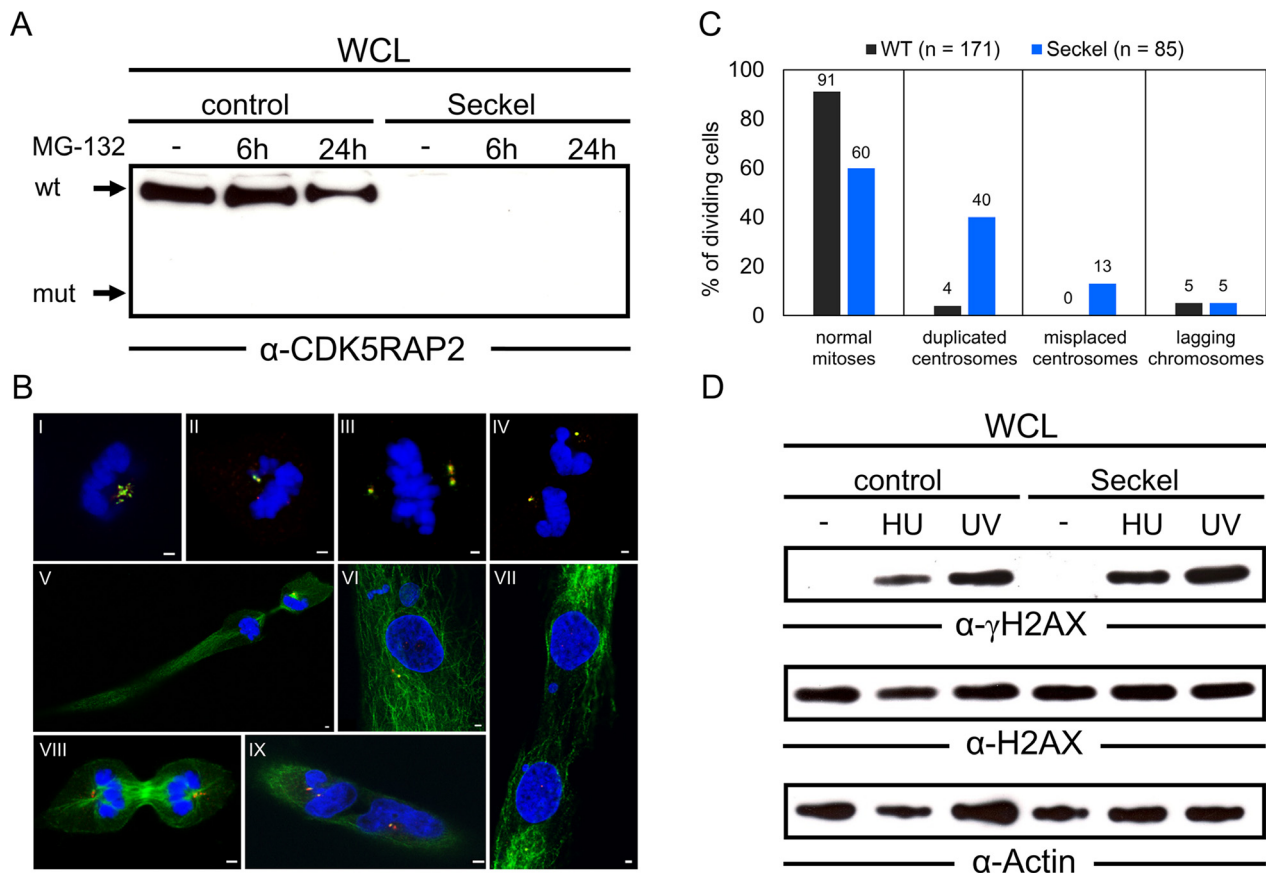 A
WCL
control Seckel
MG-132 - 6h 24h - 6h 24h
wt
mut
α-CDK5RAP2
B
I II III IV
V VI VII
VIII IX
C
WT (n = 171) Seckel (n = 85)
% of dividing cells
100
80
60
40
20
0
91
60
4
40
0
13
5 5
normal mitoses
duplicated centrosomes
misplaced centrosomes
lagging chromosomes
D
WCL
control Seckel
- HU UV - HU UV
α-γH2AX
α-H2AX
α-Actin